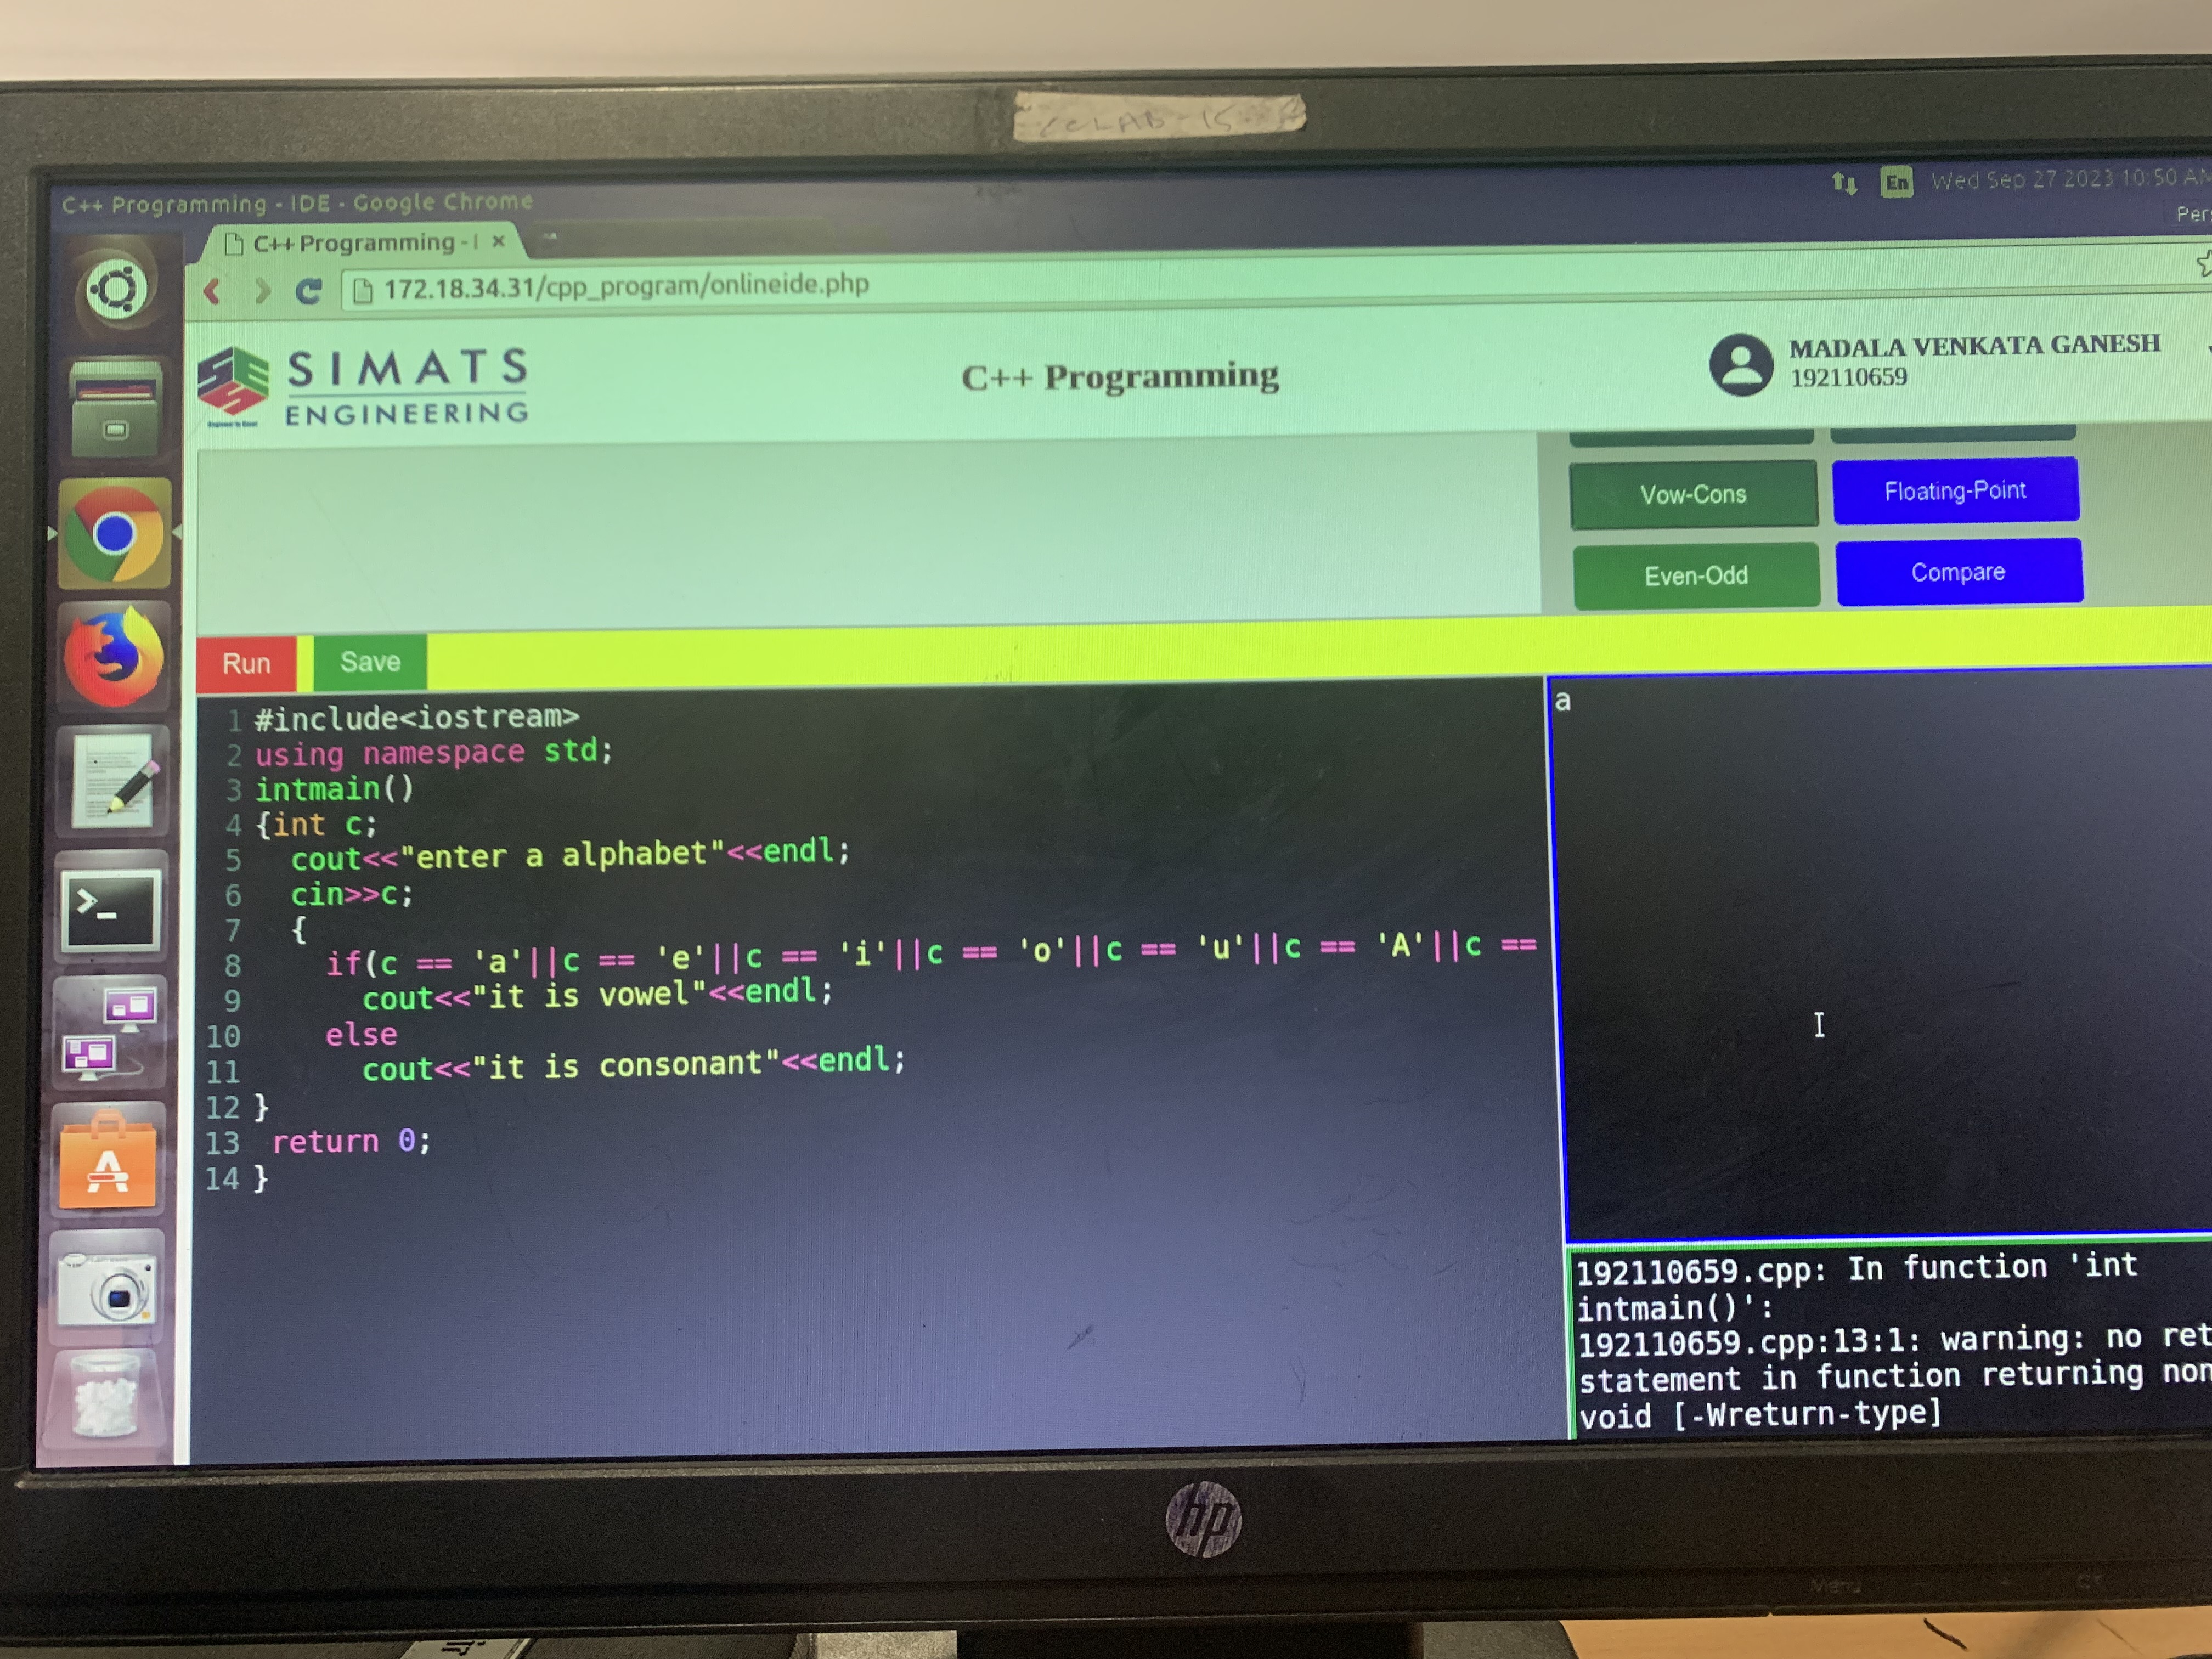 LAB-15
C++ Programming - IDE - Google Chrome
En Wed Sep 27 2023 10:50 AM
C++ Programming - I ×
172.18.34.31/cpp_program/onlineide.php
SIMATS
ENGINEERING
C++ Programming
MADALA VENKATA GANESH
192110659
Vow-Cons Floating-Point
Even-Odd Compare
Run Save
1 #include<iostream>
2 using namespace std;
3 intmain()
4 {int c;
5 cout<<"enter a alphabet"<<endl;
6 cin>>c;
7 {
8 if(c == 'a'||c == 'e'||c == 'i'||c == 'o'||c == 'u'||c == 'A'||c ==
9 cout<<"it is vowel"<<endl;
10 else
11 cout<<"it is consonant"<<endl;
12 }
13 return 0;
14 }
a
192110659.cpp: In function 'int
intmain()':
192110659.cpp:13:1: warning: no ret
statement in function returning non
void [-Wreturn-type]
hp
Menu